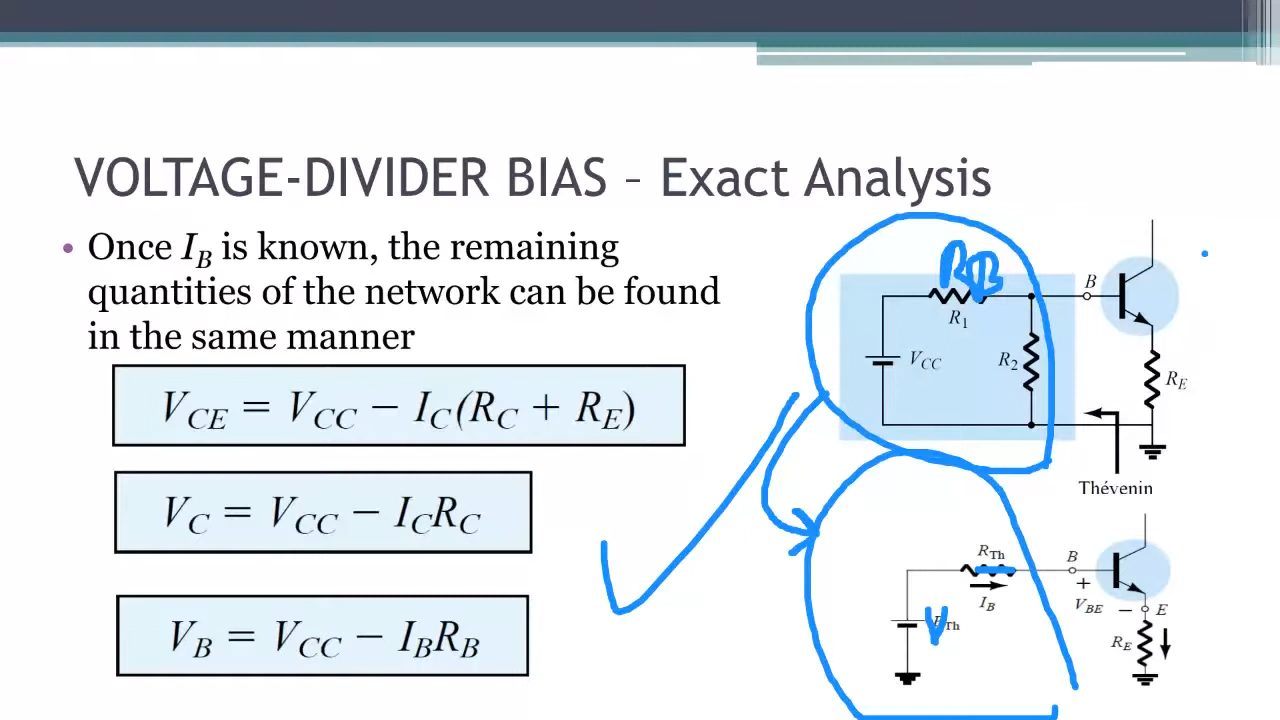 VOLTAGE-DIVIDER BIAS – Exact Analysis
• Once I_B is known, the remaining
quantities of the network can be found
in the same manner
V_CE = V_CC − I_C(R_C + R_E)
V_C = V_CC − I_CR_C
V_B = V_CC − I_BR_B
RB
R_1
V_CC
R_2
B
R_E
Thévenin
R_Th
B
I_B
+
V_BE
−
E
V
Th
R_E